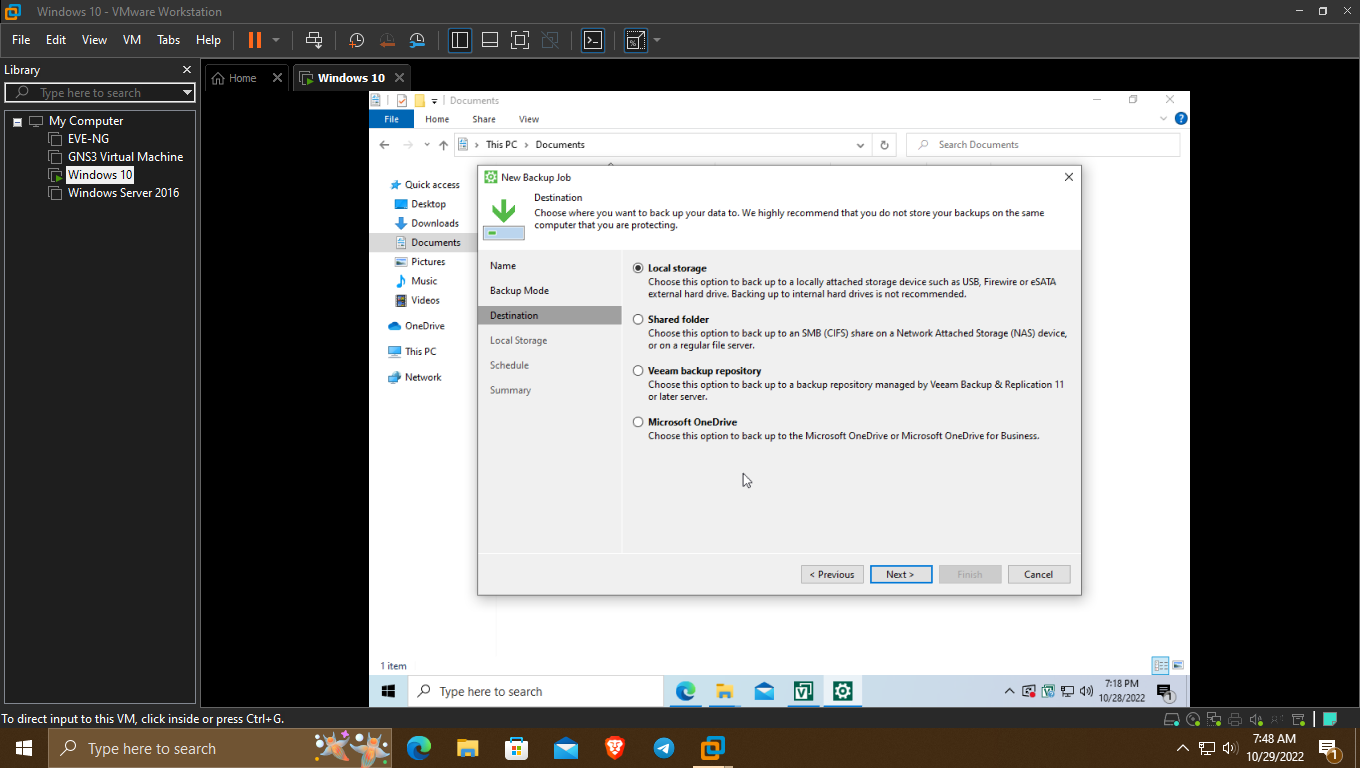 Windows 10 - VMware Workstation
File Edit View VM Tabs Help
Library
Type here to search
My Computer
EVE-NG
GNS3 Virtual Machine
Windows 10
Windows Server 2016
Home
Windows 10
Documents
File Home Share View
This PC Documents
Search Documents
Quick access
Desktop
Downloads
Documents
Pictures
Music
Videos
OneDrive
This PC
Network
New Backup Job
Destination
Choose where you want to back up your data to. We highly recommend that you do not store your backups on the same
computer that you are protecting.
Name
Backup Mode
Destination
Local Storage
Schedule
Summary
Local storage
Choose this option to back up to a locally attached storage device such as USB, Firewire or eSATA
external hard drive. Backing up to internal hard drives is not recommended.
Shared folder
Choose this option to back up to an SMB (CIFS) share on a Network Attached Storage (NAS) device,
or on a regular file server.
Veeam backup repository
Choose this option to back up to a backup repository managed by Veeam Backup & Replication 11
or later server.
Microsoft OneDrive
Choose this option to back up to the Microsoft OneDrive or Microsoft OneDrive for Business.
< Previous Next > Finish Cancel
1 item
Type here to search
7:18 PM
10/28/2022
1
To direct input to this VM, click inside or press Ctrl+G.
Type here to search
7:48 AM
10/29/2022
1